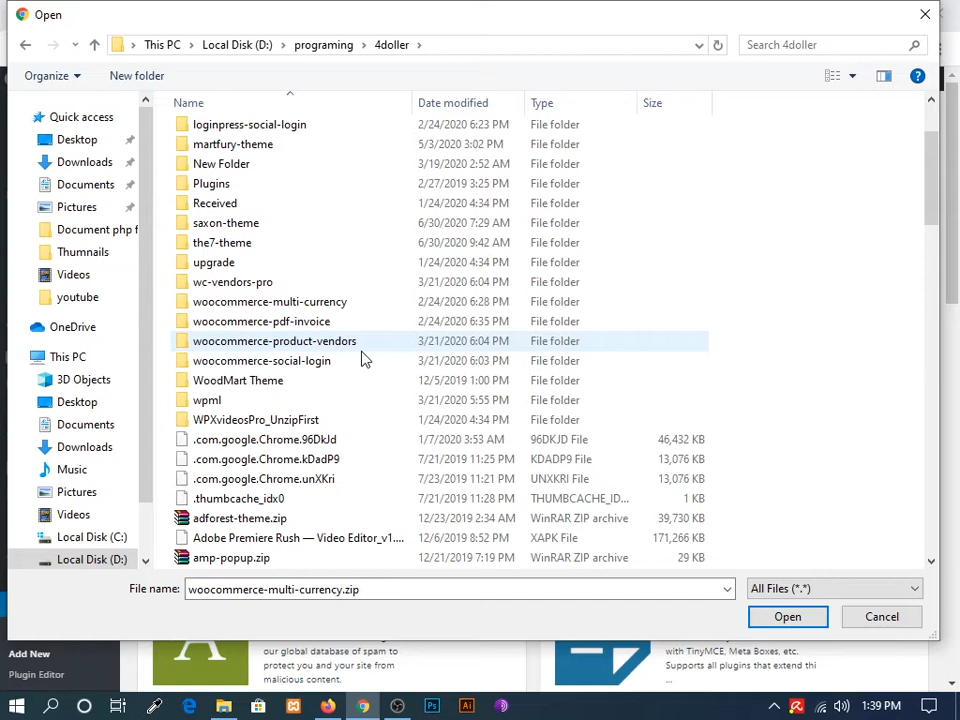 Open
This PC
Local Disk (D:)
programing
4doller
Search 4doller
Organize
New folder
Name
Date modified
Type
Size
Quick access
Desktop
Downloads
Documents
Pictures
Document php f
Thumnails
Videos
youtube
OneDrive
This PC
3D Objects
Desktop
Documents
Downloads
Music
Pictures
Videos
Local Disk (C:)
Local Disk (D:)
loginpress-social-login 2/24/2020 6:23 PM File folder
martfury-theme 5/3/2020 3:02 PM File folder
New Folder 3/19/2020 2:52 AM File folder
Plugins 2/27/2019 3:25 PM File folder
Received 1/24/2020 4:34 PM File folder
saxon-theme 6/30/2020 7:29 AM File folder
the7-theme 6/30/2020 9:42 AM File folder
upgrade 1/24/2020 4:34 PM File folder
wc-vendors-pro 3/21/2020 6:04 PM File folder
woocommerce-multi-currency 2/24/2020 6:28 PM File folder
woocommerce-pdf-invoice 2/24/2020 6:35 PM File folder
woocommerce-product-vendors 3/21/2020 6:04 PM File folder
woocommerce-social-login 3/21/2020 6:03 PM File folder
WoodMart Theme 12/5/2019 1:00 PM File folder
wpml 3/21/2020 5:55 PM File folder
WPXvideosPro_UnzipFirst 1/24/2020 4:34 PM File folder
.com.google.Chrome.96DkJd 1/7/2020 3:53 AM 96DKJD File 46,432 KB
.com.google.Chrome.kDadP9 7/21/2019 11:25 PM KDADP9 File 13,076 KB
.com.google.Chrome.unXKri 7/23/2019 11:21 PM UNXKRI File 13,076 KB
.thumbcache_idx0 7/21/2019 11:28 PM THUMBCACHE_ID... 1 KB
adforest-theme.zip 12/23/2019 2:34 AM WinRAR ZIP archive 39,730 KB
Adobe Premiere Rush — Video Editor_v1.... 12/6/2019 8:52 PM XAPK File 171,266 KB
amp-popup.zip 12/21/2019 7:19 PM WinRAR ZIP archive 29 KB
File name: woocommerce-multi-currency.zip
All Files (*.*)
Open
Cancel
Add New
Plugin Editor
our global database of spam to
protect you and your site from
malicious content.
with TinyMCE, Meta Boxes, etc.
Supports all plugins that extend thi
...
1:39 PM